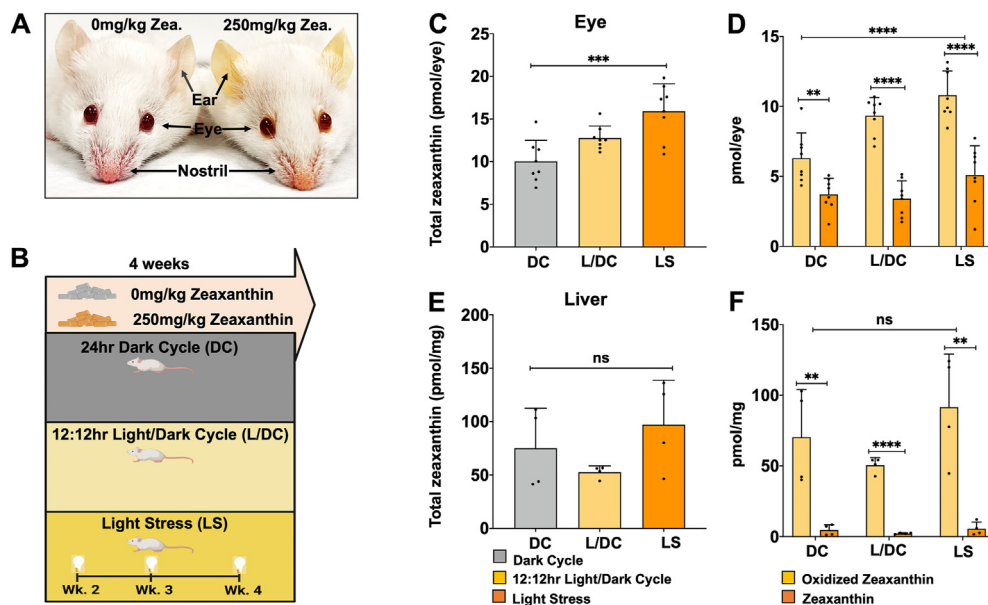 A
0mg/kg Zea.
250mg/kg Zea.
Ear
Eye
Nostril
B
4 weeks
0mg/kg Zeaxanthin
250mg/kg Zeaxanthin
24hr Dark Cycle (DC)
12:12hr Light/Dark Cycle (L/DC)
Light Stress (LS)
Wk. 2
Wk. 3
Wk. 4
C
Eye
Total zeaxanthin (pmol/eye)
25
20
15
10
5
0
***
DC
L/DC
LS
D
pmol/eye
15
10
5
0
****
**
****
****
DC
L/DC
LS
E
Liver
Total zeaxanthin (pmol/mg)
200
150
100
50
0
ns
DC
L/DC
LS
Dark Cycle
12:12hr Light/Dark Cycle
Light Stress
F
pmol/mg
150
100
50
0
ns
**
****
**
DC
L/DC
LS
Oxidized Zeaxanthin
Zeaxanthin